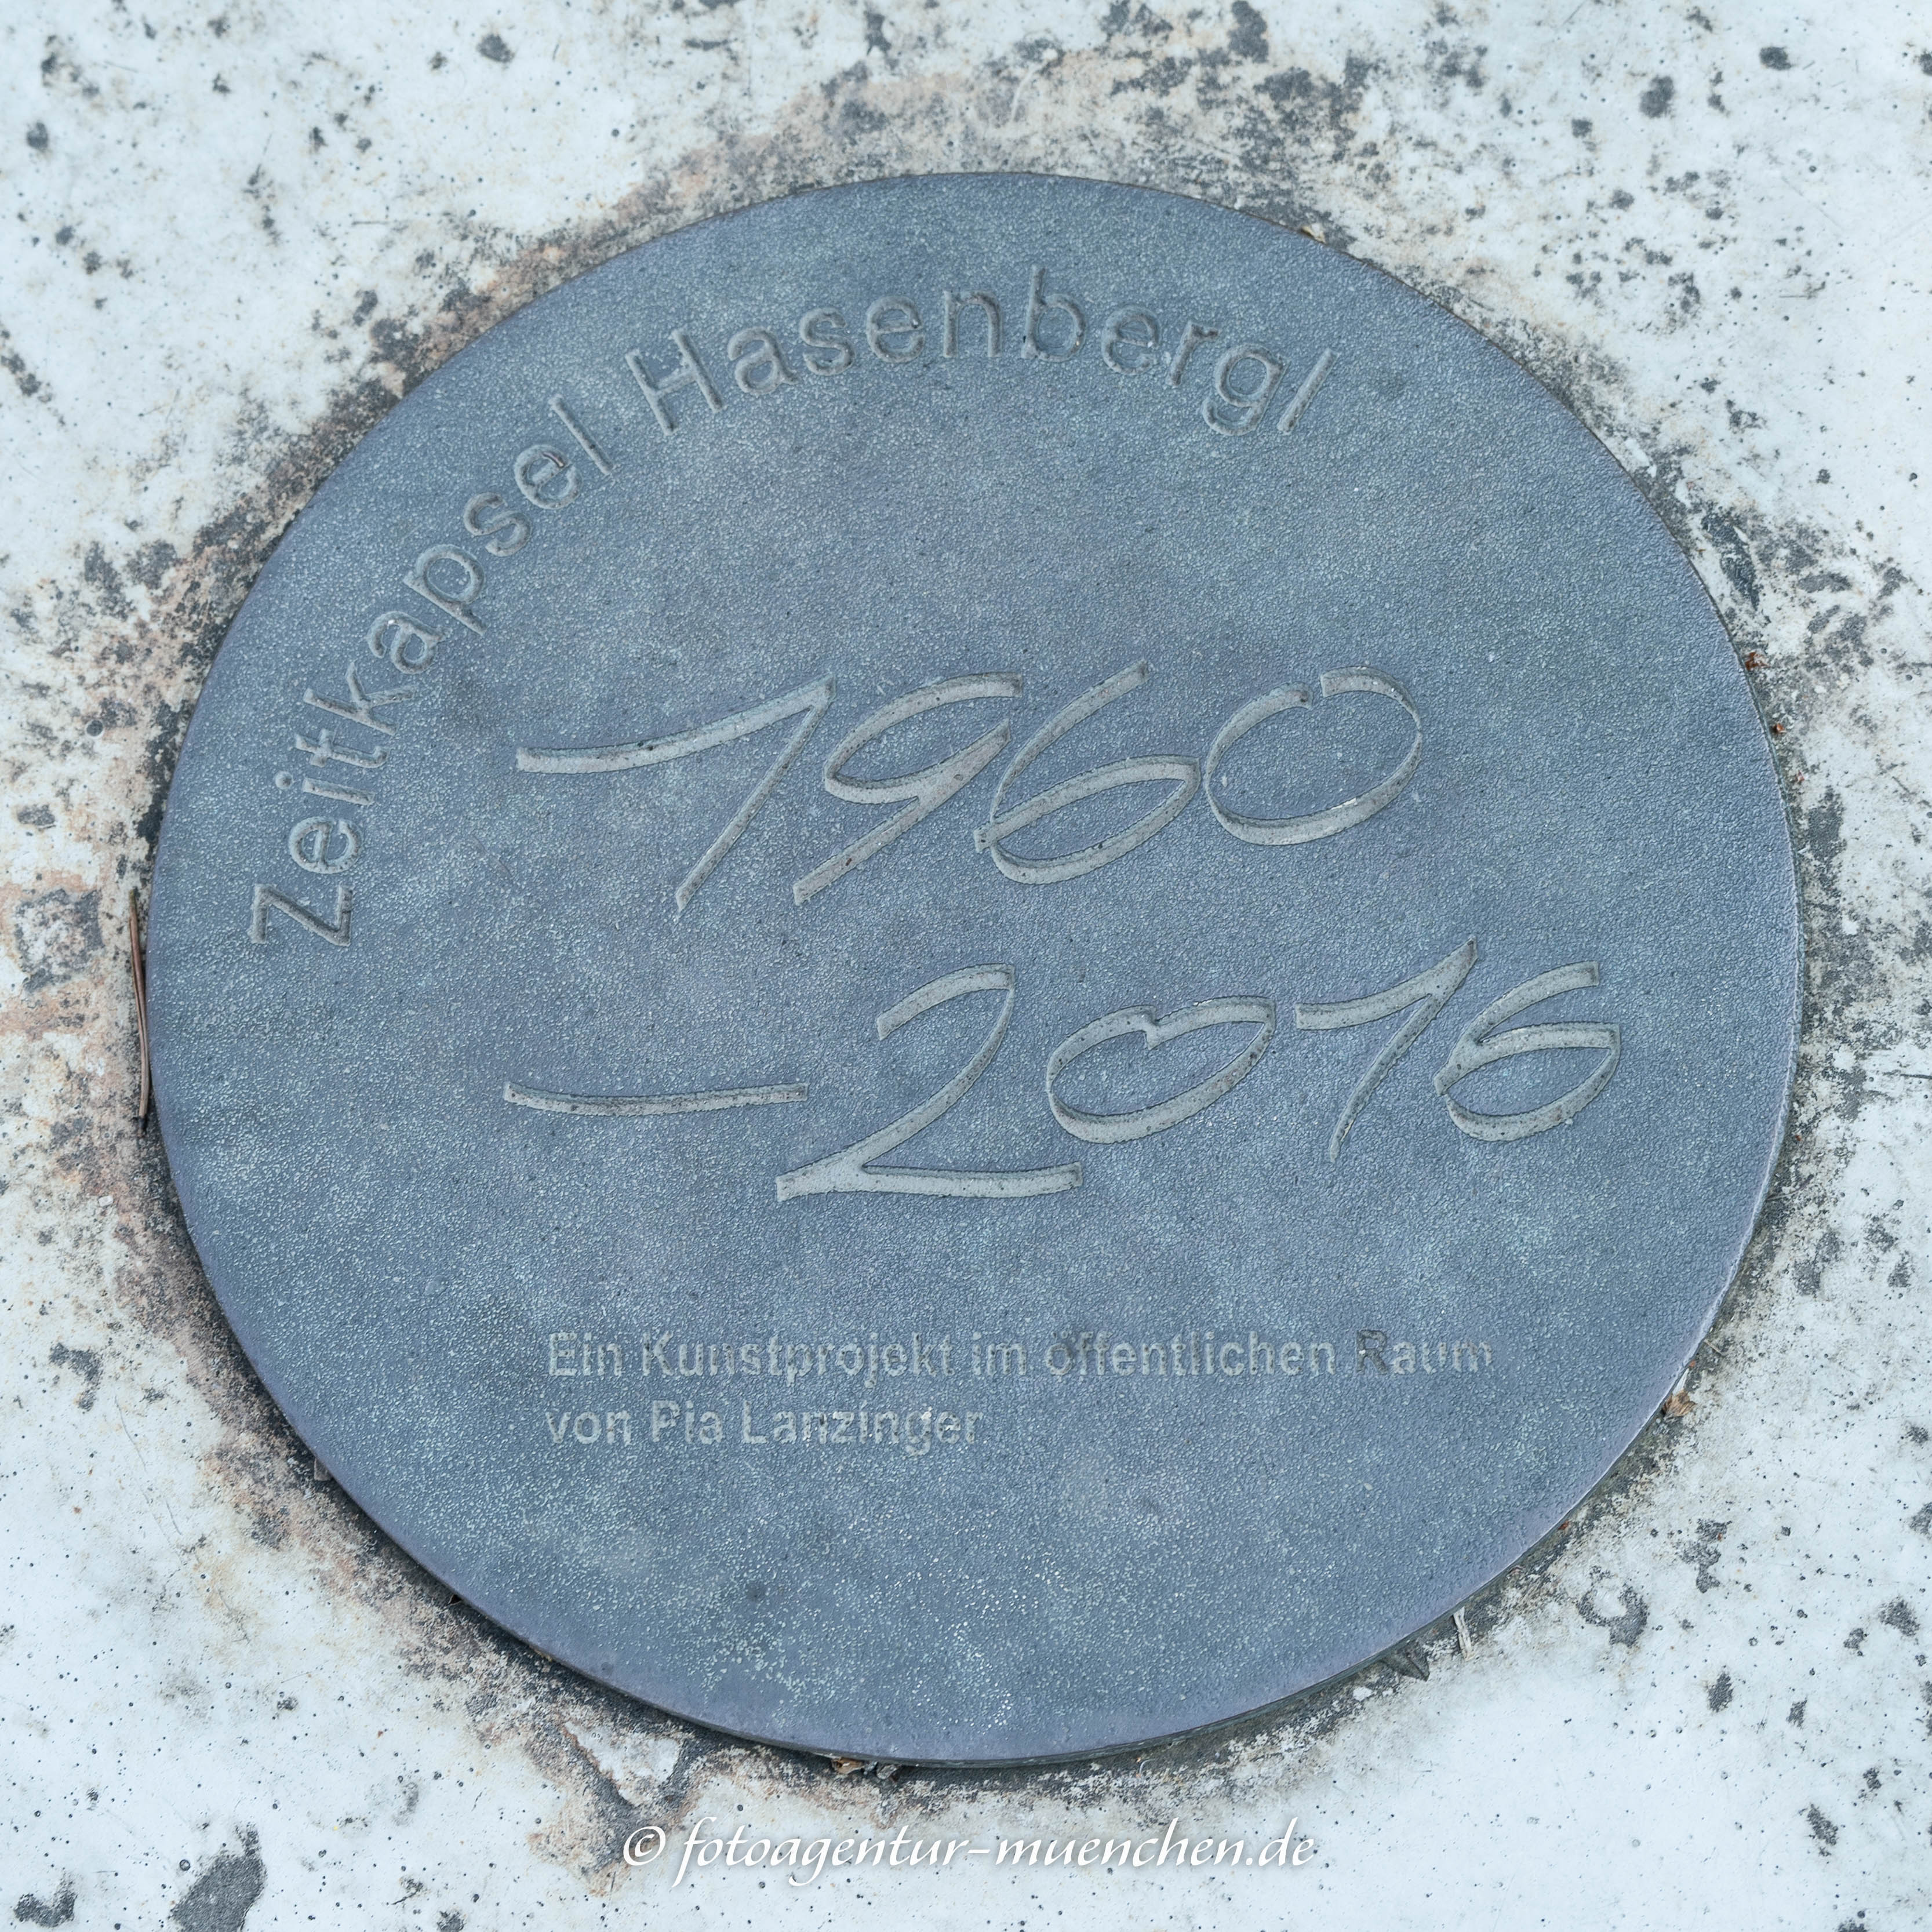 Zeitkapsel Hasenbergl
1960
–2016
Ein Kunstprojekt im öffentlichen Raum
von Pia Lanzinger
© fotoagentur-muenchen.de